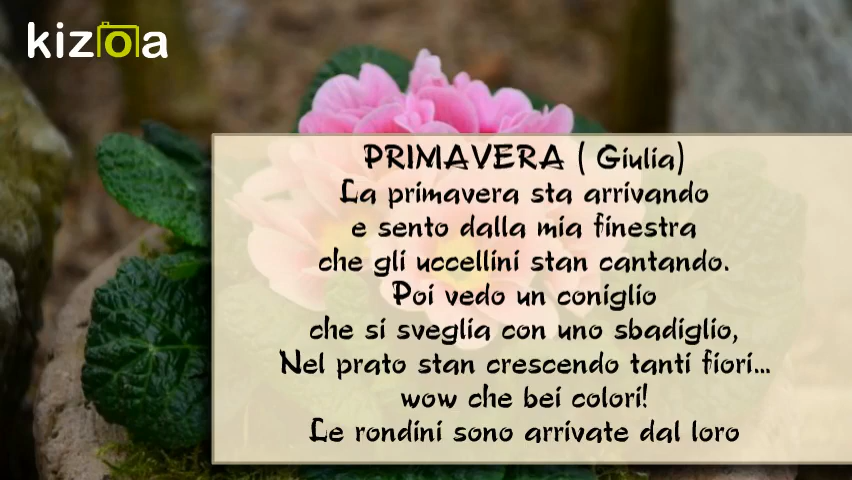 kizoa
PRIMAVERA ( Giulia)
La primavera sta arrivando
e sento dalla mia finestra
che gli uccellini stan cantando.
Poi vedo un coniglio
che si sveglia con uno sbadiglio,
Nel prato stan crescendo tanti fiori...
wow che bei colori!
Le rondini sono arrivate dal loro